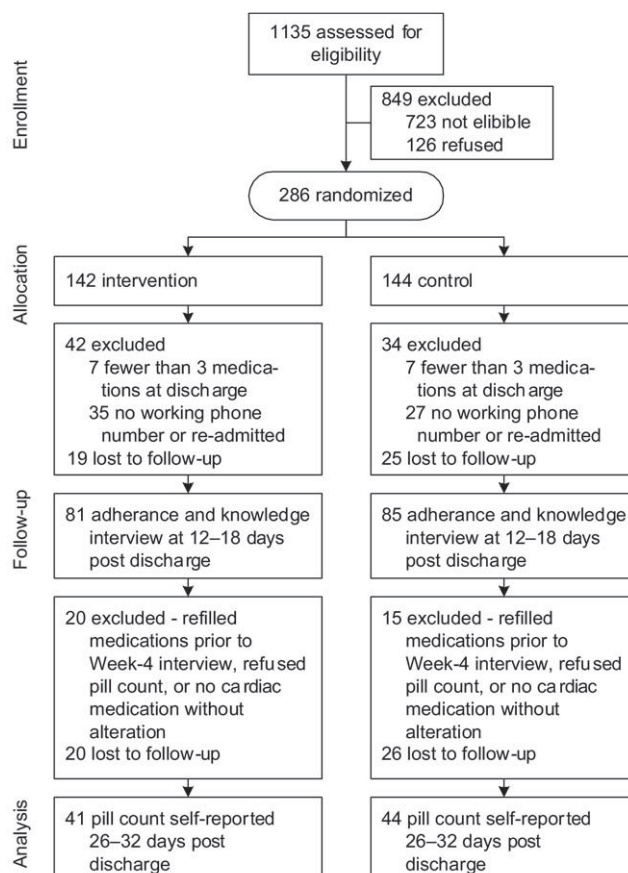 1135 assessed for
eligibility
Enrollment
849 excluded
723 not elibible
126 refused
286 randomized
Allocation
142 intervention
144 control
42 excluded
7 fewer than 3 medica-
tions at discharge
35 no working phone
number or re-admitted
19 lost to follow-up
34 excluded
7 fewer than 3 medica-
tions at discharge
27 no working phone
number or re-admitted
25 lost to follow-up
Follow-up
81 adherance and knowledge
interview at 12–18 days
post discharge
85 adherance and knowledge
interview at 12–18 days
post discharge
20 excluded - refilled
medications prior to
Week-4 interview, refused
pill count, or no cardiac
medication without
alteration
20 lost to follow-up
15 excluded - refilled
medications prior to
Week-4 interview, refused
pill count, or no cardiac
medication without
alteration
26 lost to follow-up
Analysis
41 pill count self-reported
26–32 days post
discharge
44 pill count self-reported
26–32 days post
discharge